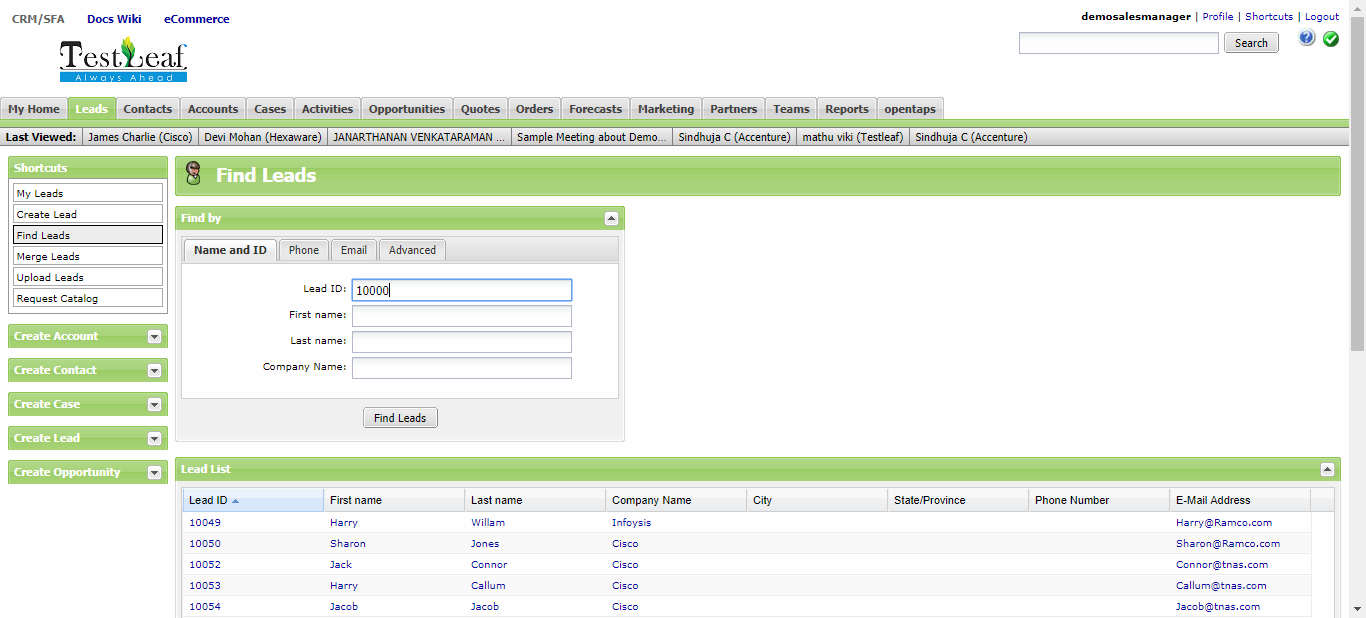 CRM/SFA Docs Wiki eCommerce
demosalesmanager | Profile | Shortcuts | Logout
TestLeaf
Always Ahead
Search
?
My Home Leads Contacts Accounts Cases Activities Opportunities Quotes Orders Forecasts Marketing Partners Teams Reports opentaps
Last Viewed: James Charlie (Cisco) Devi Mohan (Hexaware) JANARTHANAN VENKATARAMAN ... Sample Meeting about Demo... Sindhuja C (Accenture) mathu viki (Testleaf) Sindhuja C (Accenture)
Shortcuts
My Leads
Create Lead
Find Leads
Merge Leads
Upload Leads
Request Catalog
Create Account
Create Contact
Create Case
Create Lead
Create Opportunity
Find Leads
Find by
Name and ID Phone Email Advanced
Lead ID: 10000
First name:
Last name:
Company Name:
Find Leads
Lead List
Lead ID First name Last name Company Name City State/Province Phone Number E-Mail Address
10049 Harry Willam Infoysis Harry@Ramco.com
10050 Sharon Jones Cisco Sharon@Ramco.com
10052 Jack Connor Cisco Connor@tnas.com
10053 Harry Callum Cisco Callum@tnas.com
10054 Jacob Jacob Cisco Jacob@tnas.com